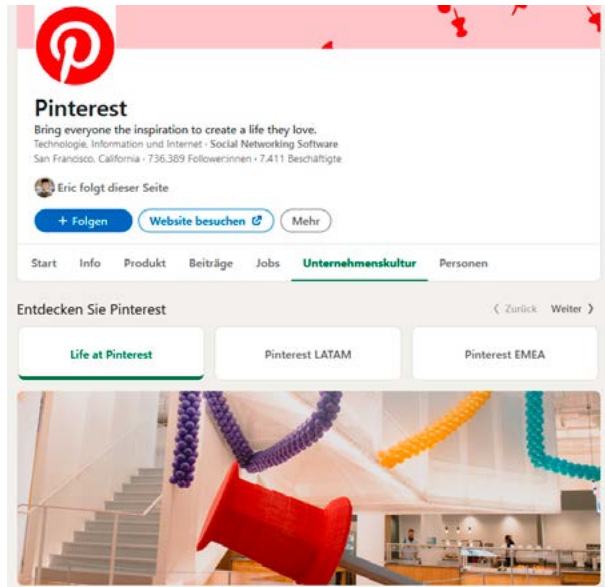 Pinterest
Bring everyone the inspiration to create a life they love.
Technologie, Information und Internet · Social Networking Software
San Francisco, California · 736.389 Follower:innen · 7.411 Beschäftigte
Eric folgt dieser Seite
+ Folgen Website besuchen Mehr
Start Info Produkt Beiträge Jobs Unternehmenskultur Personen
Entdecken Sie Pinterest Zurück Weiter
Life at Pinterest Pinterest LATAM Pinterest EMEA